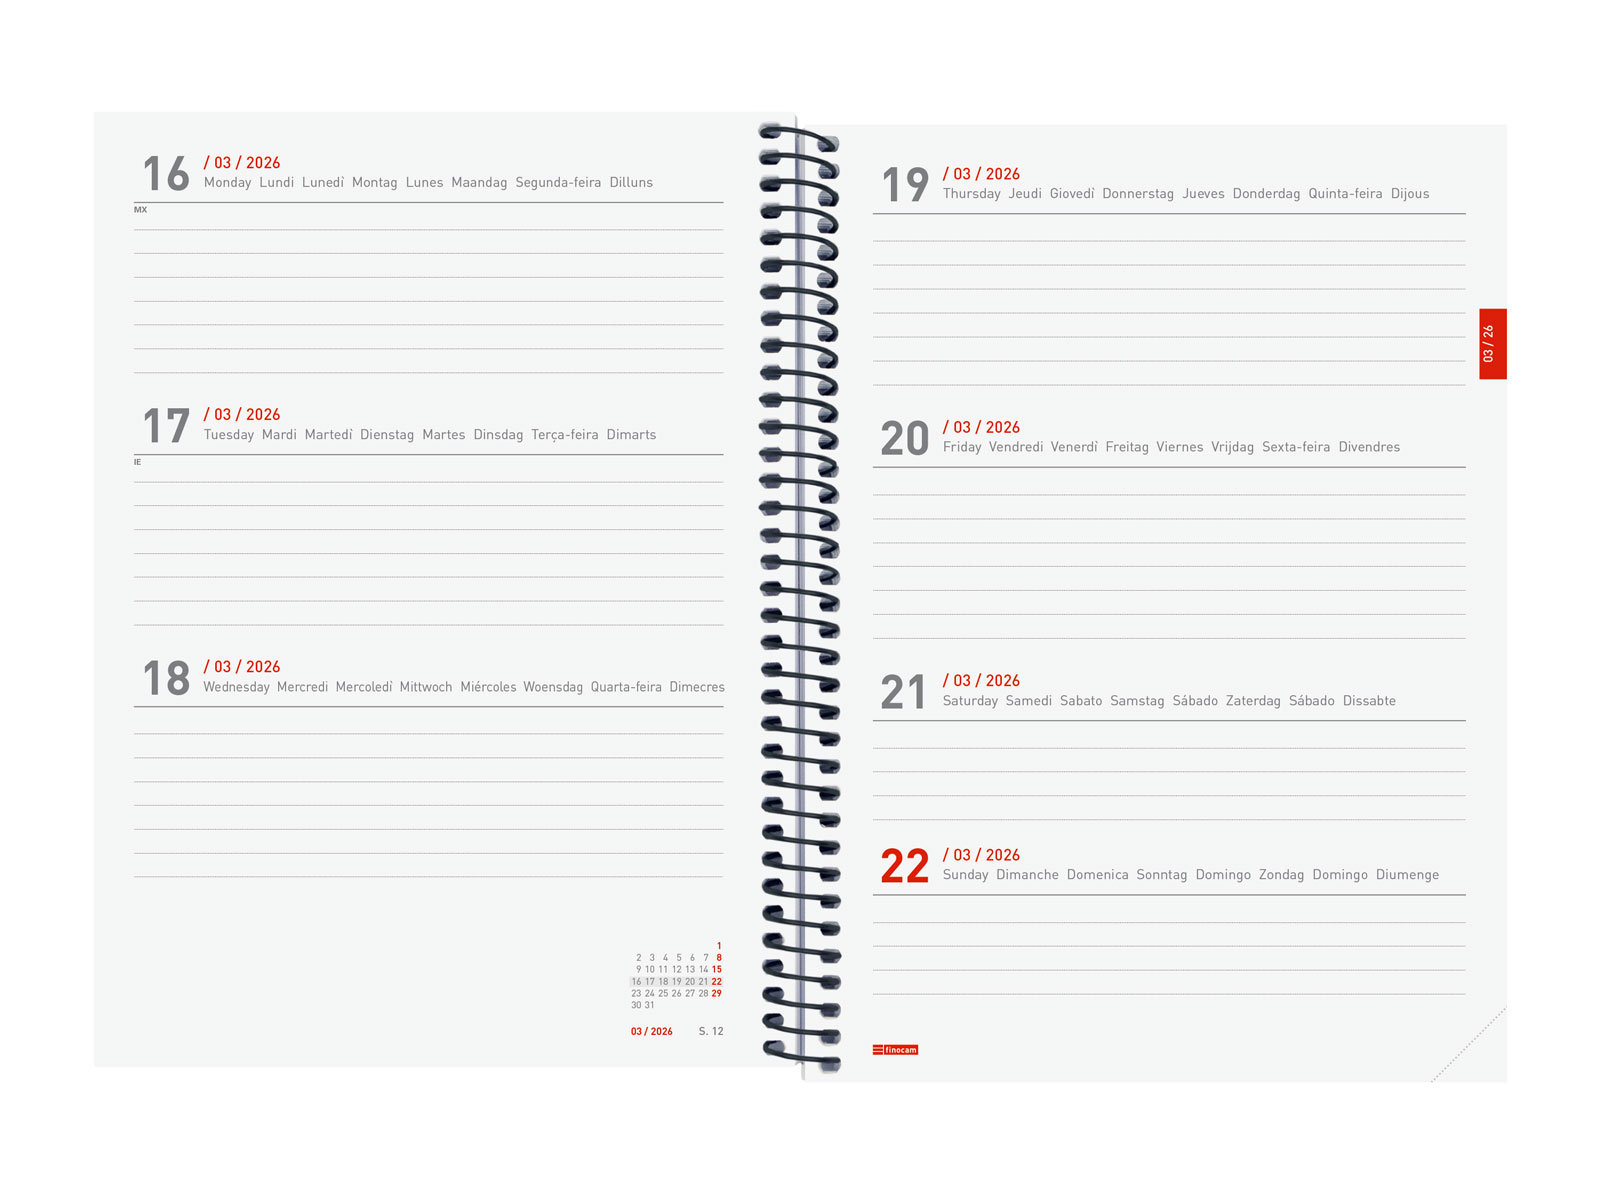 16
/ 03 / 2026
Monday Lundi Lunedì Montag Lunes Maandag Segunda-feira Dilluns
MX
17
/ 03 / 2026
Tuesday Mardi Martedì Dienstag Martes Dinsdag Terça-feira Dimarts
IE
18
/ 03 / 2026
Wednesday Mercredi Mercoledì Mittwoch Miércoles Woensdag Quarta-feira Dimecres
1
2 3 4 5 6 7 8
9 10 11 12 13 14 15
16 17 18 19 20 21 22
23 24 25 26 27 28 29
30 31
03 / 2026 S. 12
19
/ 03 / 2026
Thursday Jeudi Giovedì Donnerstag Jueves Donderdag Quinta-feira Dijous
03 / 26
20
/ 03 / 2026
Friday Vendredi Venerdì Freitag Viernes Vrijdag Sexta-feira Divendres
21
/ 03 / 2026
Saturday Samedi Sabato Samstag Sábado Zaterdag Sábado Dissabte
22
/ 03 / 2026
Sunday Dimanche Domenica Sonntag Domingo Zondag Domingo Diumenge
finocam